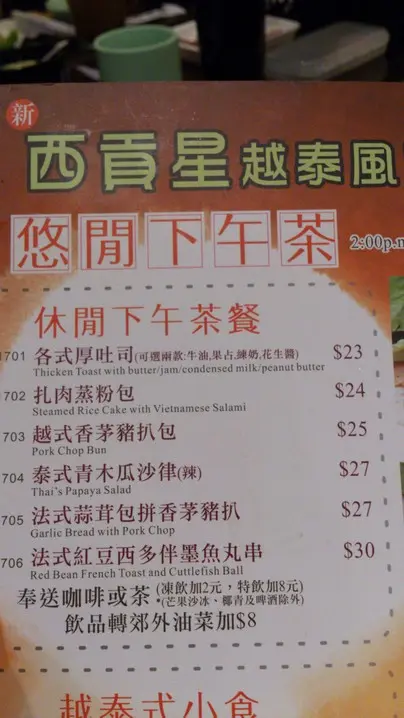 新
西貢星越泰風
悠閒下午茶 2:00p.m
休閒下午茶餐
1701 各式厚吐司(可選兩款:牛油,果占,練奶,花生醬) $23
Thicken Toast with butter/jam/condensed milk/peanut butter
1702 扎肉蒸粉包 $24
Steamed Rice Cake with Vietnamese Salami
703 越式香茅豬扒包 $25
Pork Chop Bun
704 泰式青木瓜沙律(辣) $27
Thai's Papaya Salad
705 法式蒜茸包拼香茅豬扒 $27
Garlic Bread with Pork Chop
706 法式紅豆西多伴墨魚丸串 $30
Red Bean French Toast and Cuttlefish Ball
奉送咖啡或茶(凍飲加2元，特飲加8元)
•(芒果沙冰、椰青及啤酒除外)
飲品轉郊外油菜加$8
越泰式小食